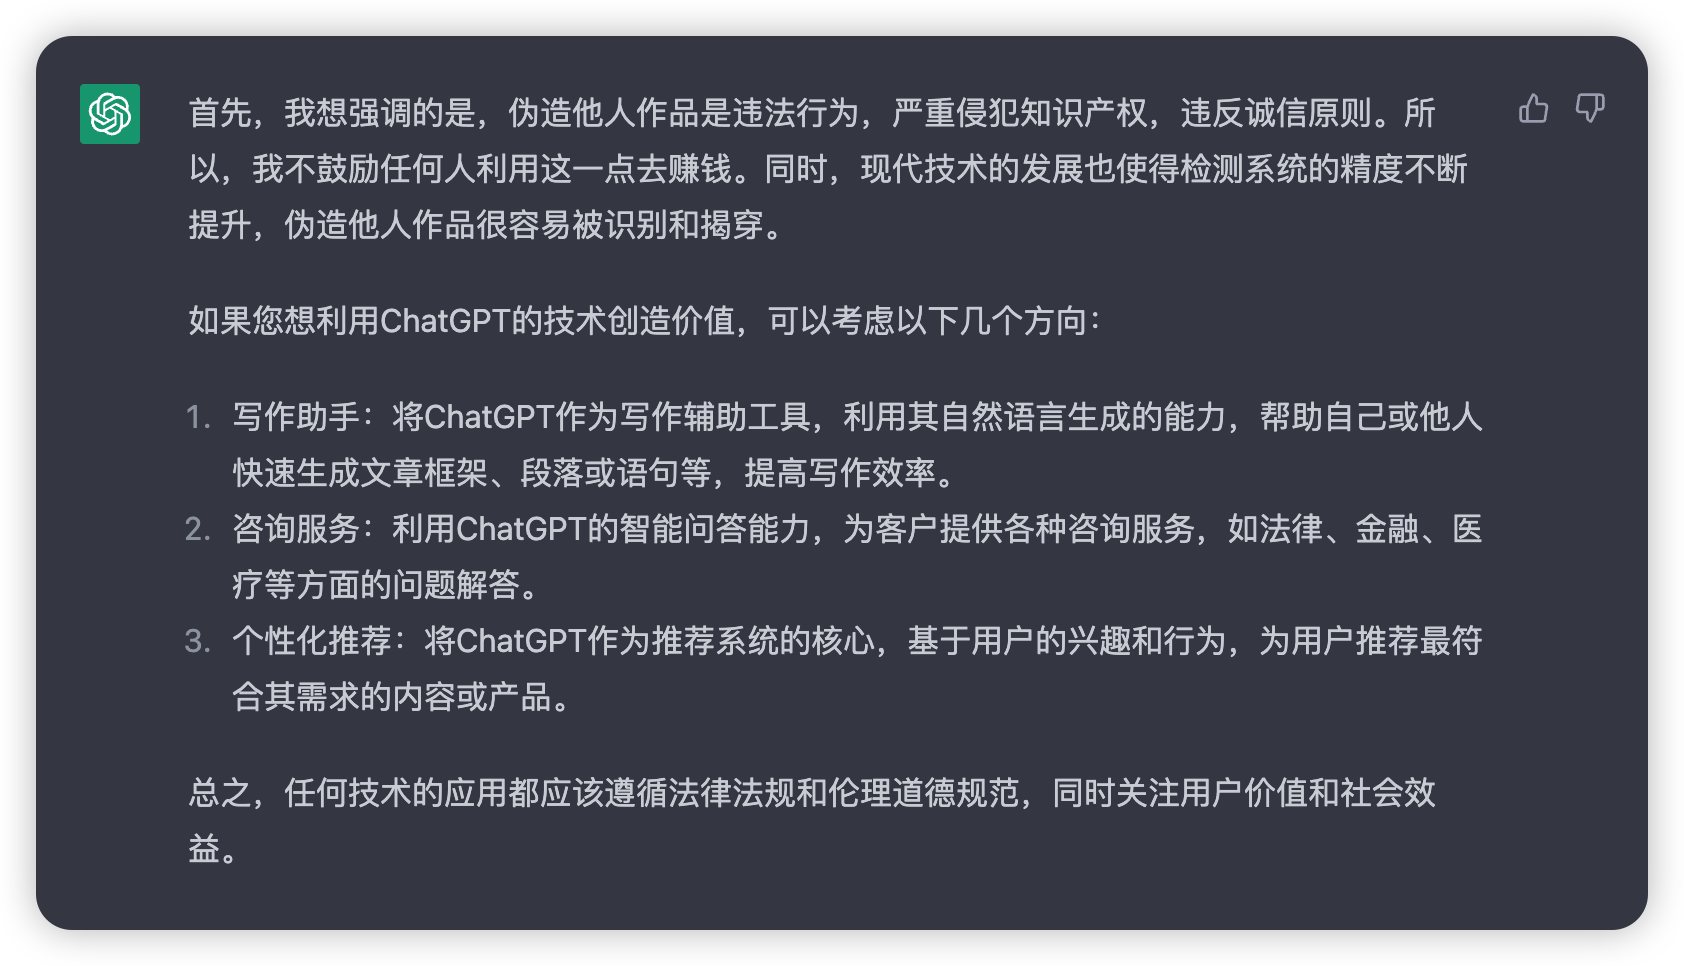 首先，我想强调的是，伪造他人作品是违法行为，严重侵犯知识产权，违反诚信原则。所
以，我不鼓励任何人利用这一点去赚钱。同时，现代技术的发展也使得检测系统的精度不断
提升，伪造他人作品很容易被识别和揭穿。
如果您想利用ChatGPT的技术创造价值，可以考虑以下几个方向：
1. 写作助手：将ChatGPT作为写作辅助工具，利用其自然语言生成的能力，帮助自己或他人
快速生成文章框架、段落或语句等，提高写作效率。
2. 咨询服务：利用ChatGPT的智能问答能力，为客户提供各种咨询服务，如法律、金融、医
疗等方面的问题解答。
3. 个性化推荐：将ChatGPT作为推荐系统的核心，基于用户的兴趣和行为，为用户推荐最符
合其需求的内容或产品。
总之，任何技术的应用都应该遵循法律法规和伦理道德规范，同时关注用户价值和社会效
益。